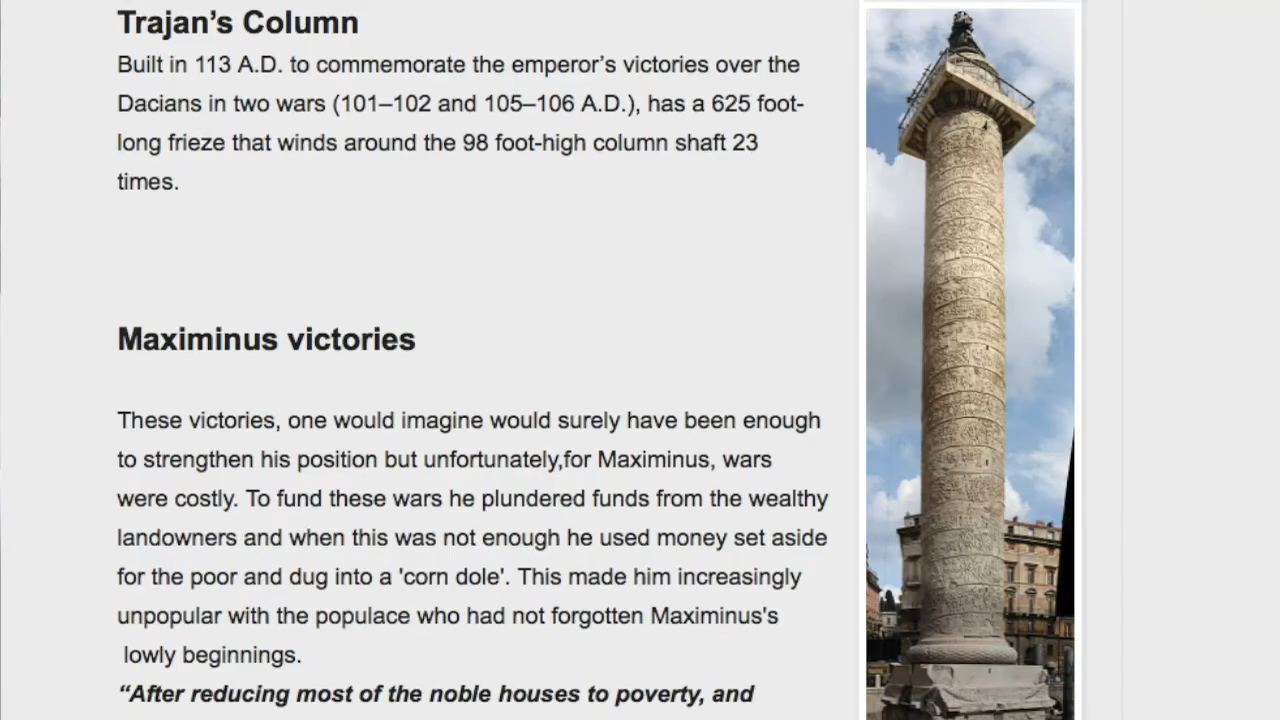 Trajan’s Column
Built in 113 A.D. to commemorate the emperor’s victories over the
Dacians in two wars (101–102 and 105–106 A.D.), has a 625 foot-
long frieze that winds around the 98 foot-high column shaft 23
times.
Maximinus victories
These victories, one would imagine would surely have been enough
to strengthen his position but unfortunately,for Maximinus, wars
were costly. To fund these wars he plundered funds from the wealthy
landowners and when this was not enough he used money set aside
for the poor and dug into a 'corn dole'. This made him increasingly
unpopular with the populace who had not forgotten Maximinus's
lowly beginnings.
“After reducing most of the noble houses to poverty, and